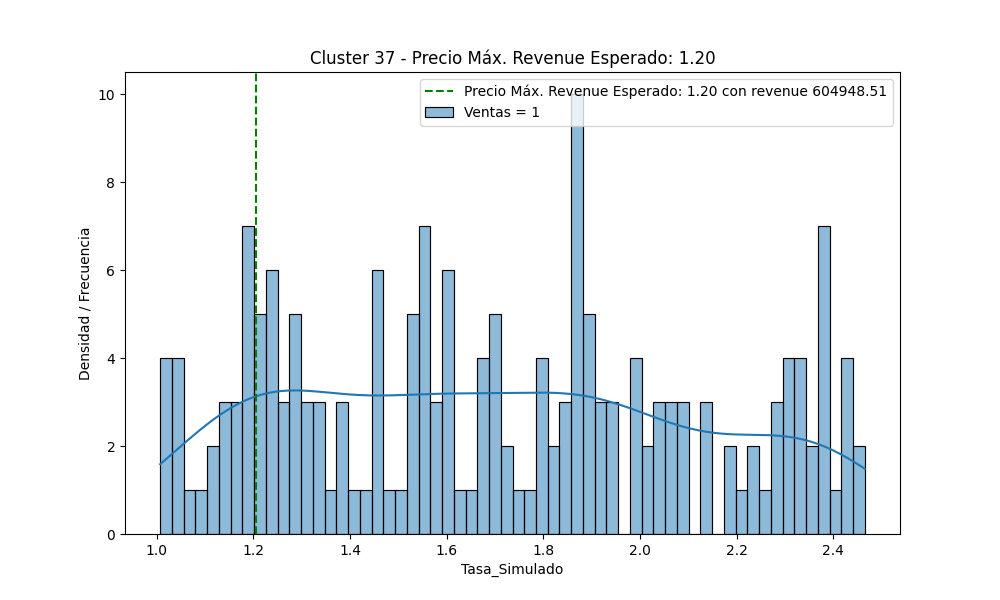 Cluster 37 - Precio Máx. Revenue Esperado: 1.20
Precio Máx. Revenue Esperado: 1.20 con revenue 604948.51
Ventas = 1
Densidad / Frecuencia
10
8
6
4
2
0
1.0 1.2 1.4 1.6 1.8 2.0 2.2 2.4
Tasa_Simulado